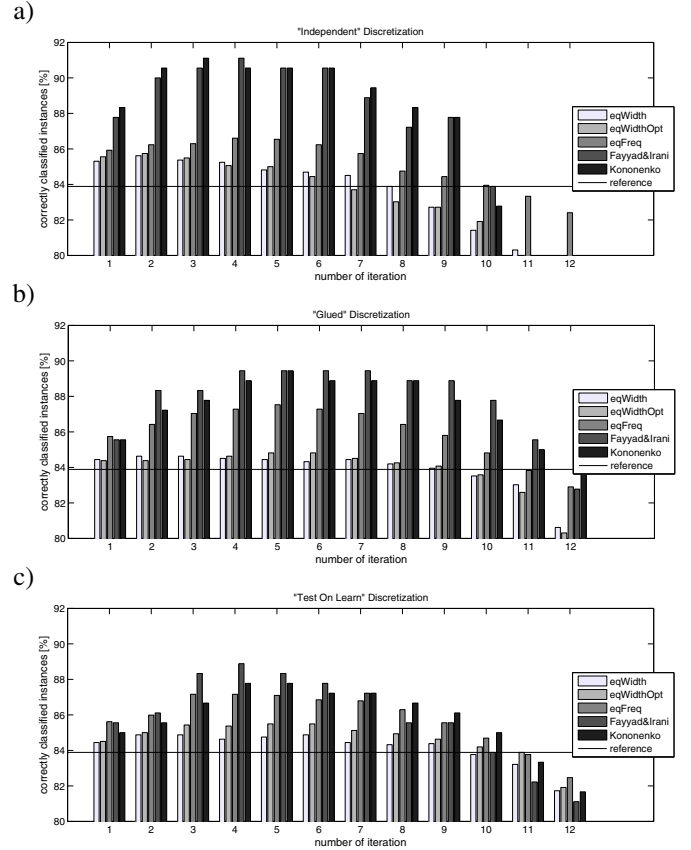 a)
"Independent" Discretization
92
90
88
86
84
82
80
correctly classified instances [%]
1 2 3 4 5 6 7 8 9 10 11 12
number of iteration
eqWidth
eqWidthOpt
eqFreq
Fayyad&Irani
Kononenko
reference
b)
"Glued" Discretization
92
90
88
86
84
82
80
correctly classified instances [%]
1 2 3 4 5 6 7 8 9 10 11 12
number of iteration
eqWidth
eqWidthOpt
eqFreq
Fayyad&Irani
Kononenko
reference
c)
"Test On Learn" Discretization
92
90
88
86
84
82
80
correctly classified instances [%]
1 2 3 4 5 6 7 8 9 10 11 12
number of iteration
eqWidth
eqWidthOpt
eqFreq
Fayyad&Irani
Kononenko
reference